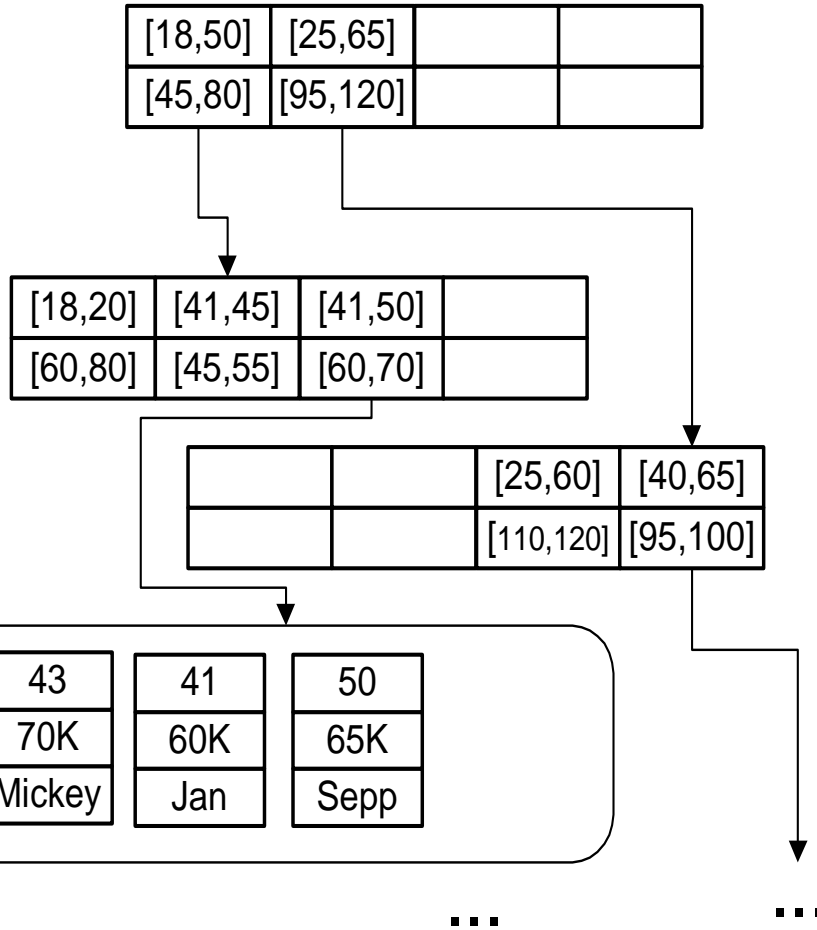 [18,50] [25,65]
[45,80] [95,120]
[18,20] [41,45] [41,50]
[60,80] [45,55] [60,70]
[25,60] [40,65]
[110,120] [95,100]
43 41 50
70K 60K 65K
Mickey Jan Sepp
... ...